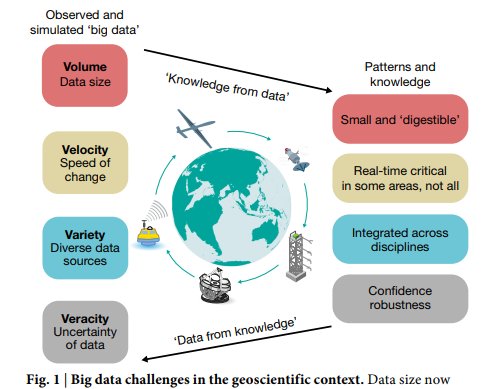 Observed and
simulated ‘big data’
Volume
Data size
Velocity
Speed of
change
Variety
Diverse data
sources
Veracity
Uncertainty
of data
‘Knowledge from data’
‘Data from knowledge’
Patterns and
knowledge
Small and ‘digestible’
Real-time critical
in some areas, not all
Integrated across
disciplines
Confidence
robustness
Fig. 1 | Big data challenges in the geoscientific context. Data size now